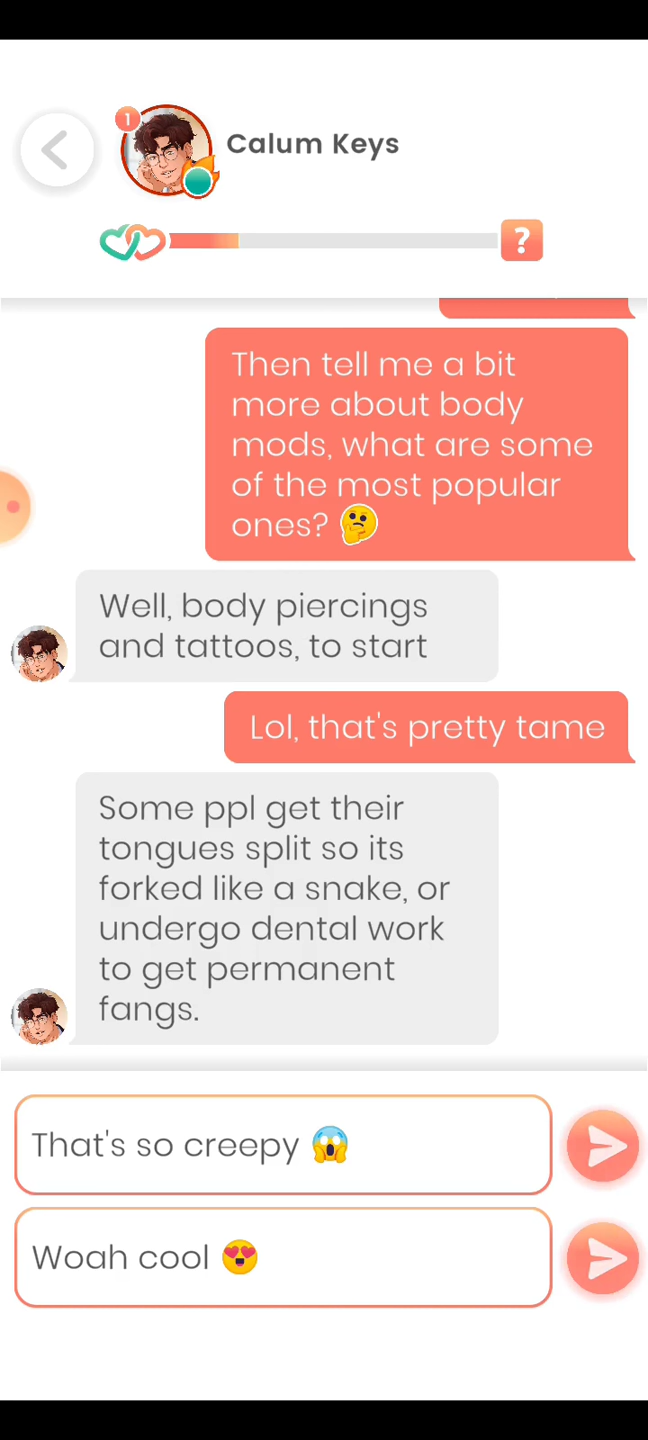 1
Calum Keys
?
Then tell me a bit
more about body
mods, what are some
of the most popular
ones? 🤔
Well, body piercings
and tattoos, to start
Lol, that's pretty tame
Some ppl get their
tongues split so its
forked like a snake, or
undergo dental work
to get permanent
fangs.
That's so creepy 😱
Woah cool 😍